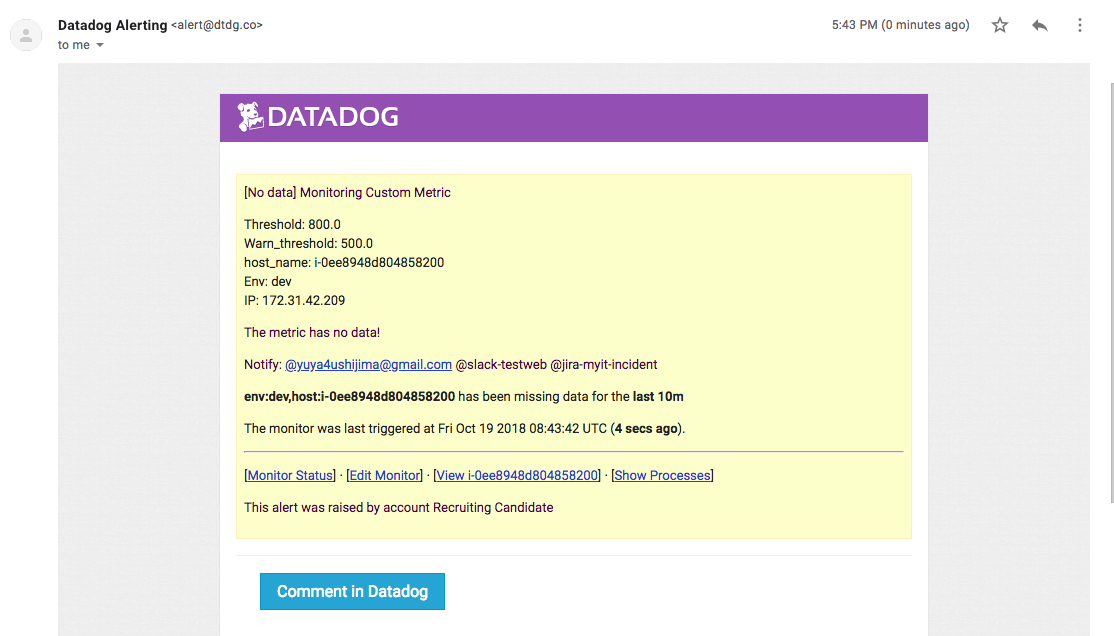 Datadog Alerting <alert@dtdg.co>
5:43 PM (0 minutes ago)
to me
DATADOG
[No data] Monitoring Custom Metric
Threshold: 800.0
Warn_threshold: 500.0
host_name: i-0ee8948d804858200
Env: dev
IP: 172.31.42.209
The metric has no data!
Notify: @yuya4ushijima@gmail.com @slack-testweb @jira-myit-incident
env:dev,host:i-0ee8948d804858200 has been missing data for the last 10m
The monitor was last triggered at Fri Oct 19 2018 08:43:42 UTC (4 secs ago).
[Monitor Status] · [Edit Monitor] · [View i-0ee8948d804858200] · [Show Processes]
This alert was raised by account Recruiting Candidate
Comment in Datadog